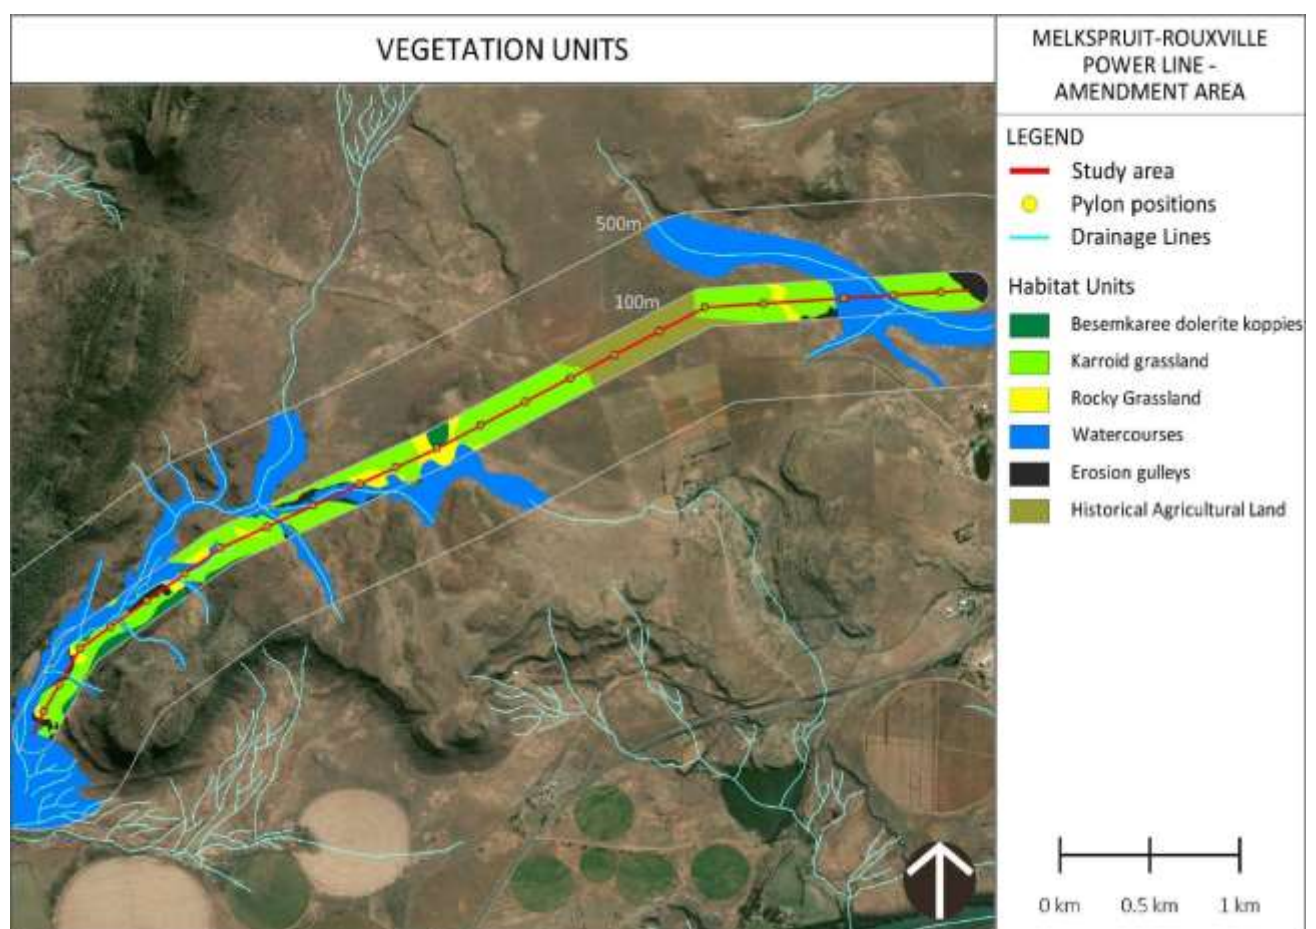 VEGETATION UNITS
MELKSPRUIT-ROUXVILLE
POWER LINE -
AMENDMENT AREA
LEGEND
Study area
Pylon positions
Drainage Lines
Habitat Units
Besemkaree dolerite koppies
Karroid grassland
Rocky Grassland
Watercourses
Erosion gulleys
Historical Agricultural Land
500m
100m
0 km 0.5 km 1 km